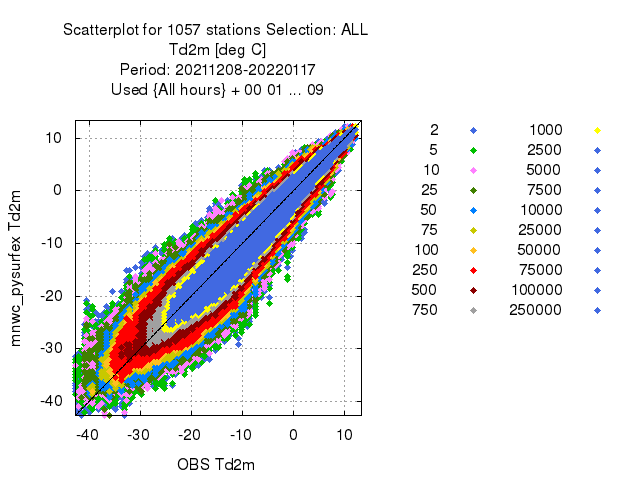 Scatterplot for 1057 stations Selection: ALL
Td2m [deg C]
Period: 20211208-20220117
Used {All hours} + 00 01 ... 09
mnwc_pysurfex Td2m
10
0
-10
-20
-30
-40
-40 -30 -20 -10 0 10
OBS Td2m
2 1000
5 2500
10 5000
25 7500
50 10000
75 25000
100 50000
250 75000
500 100000
750 250000